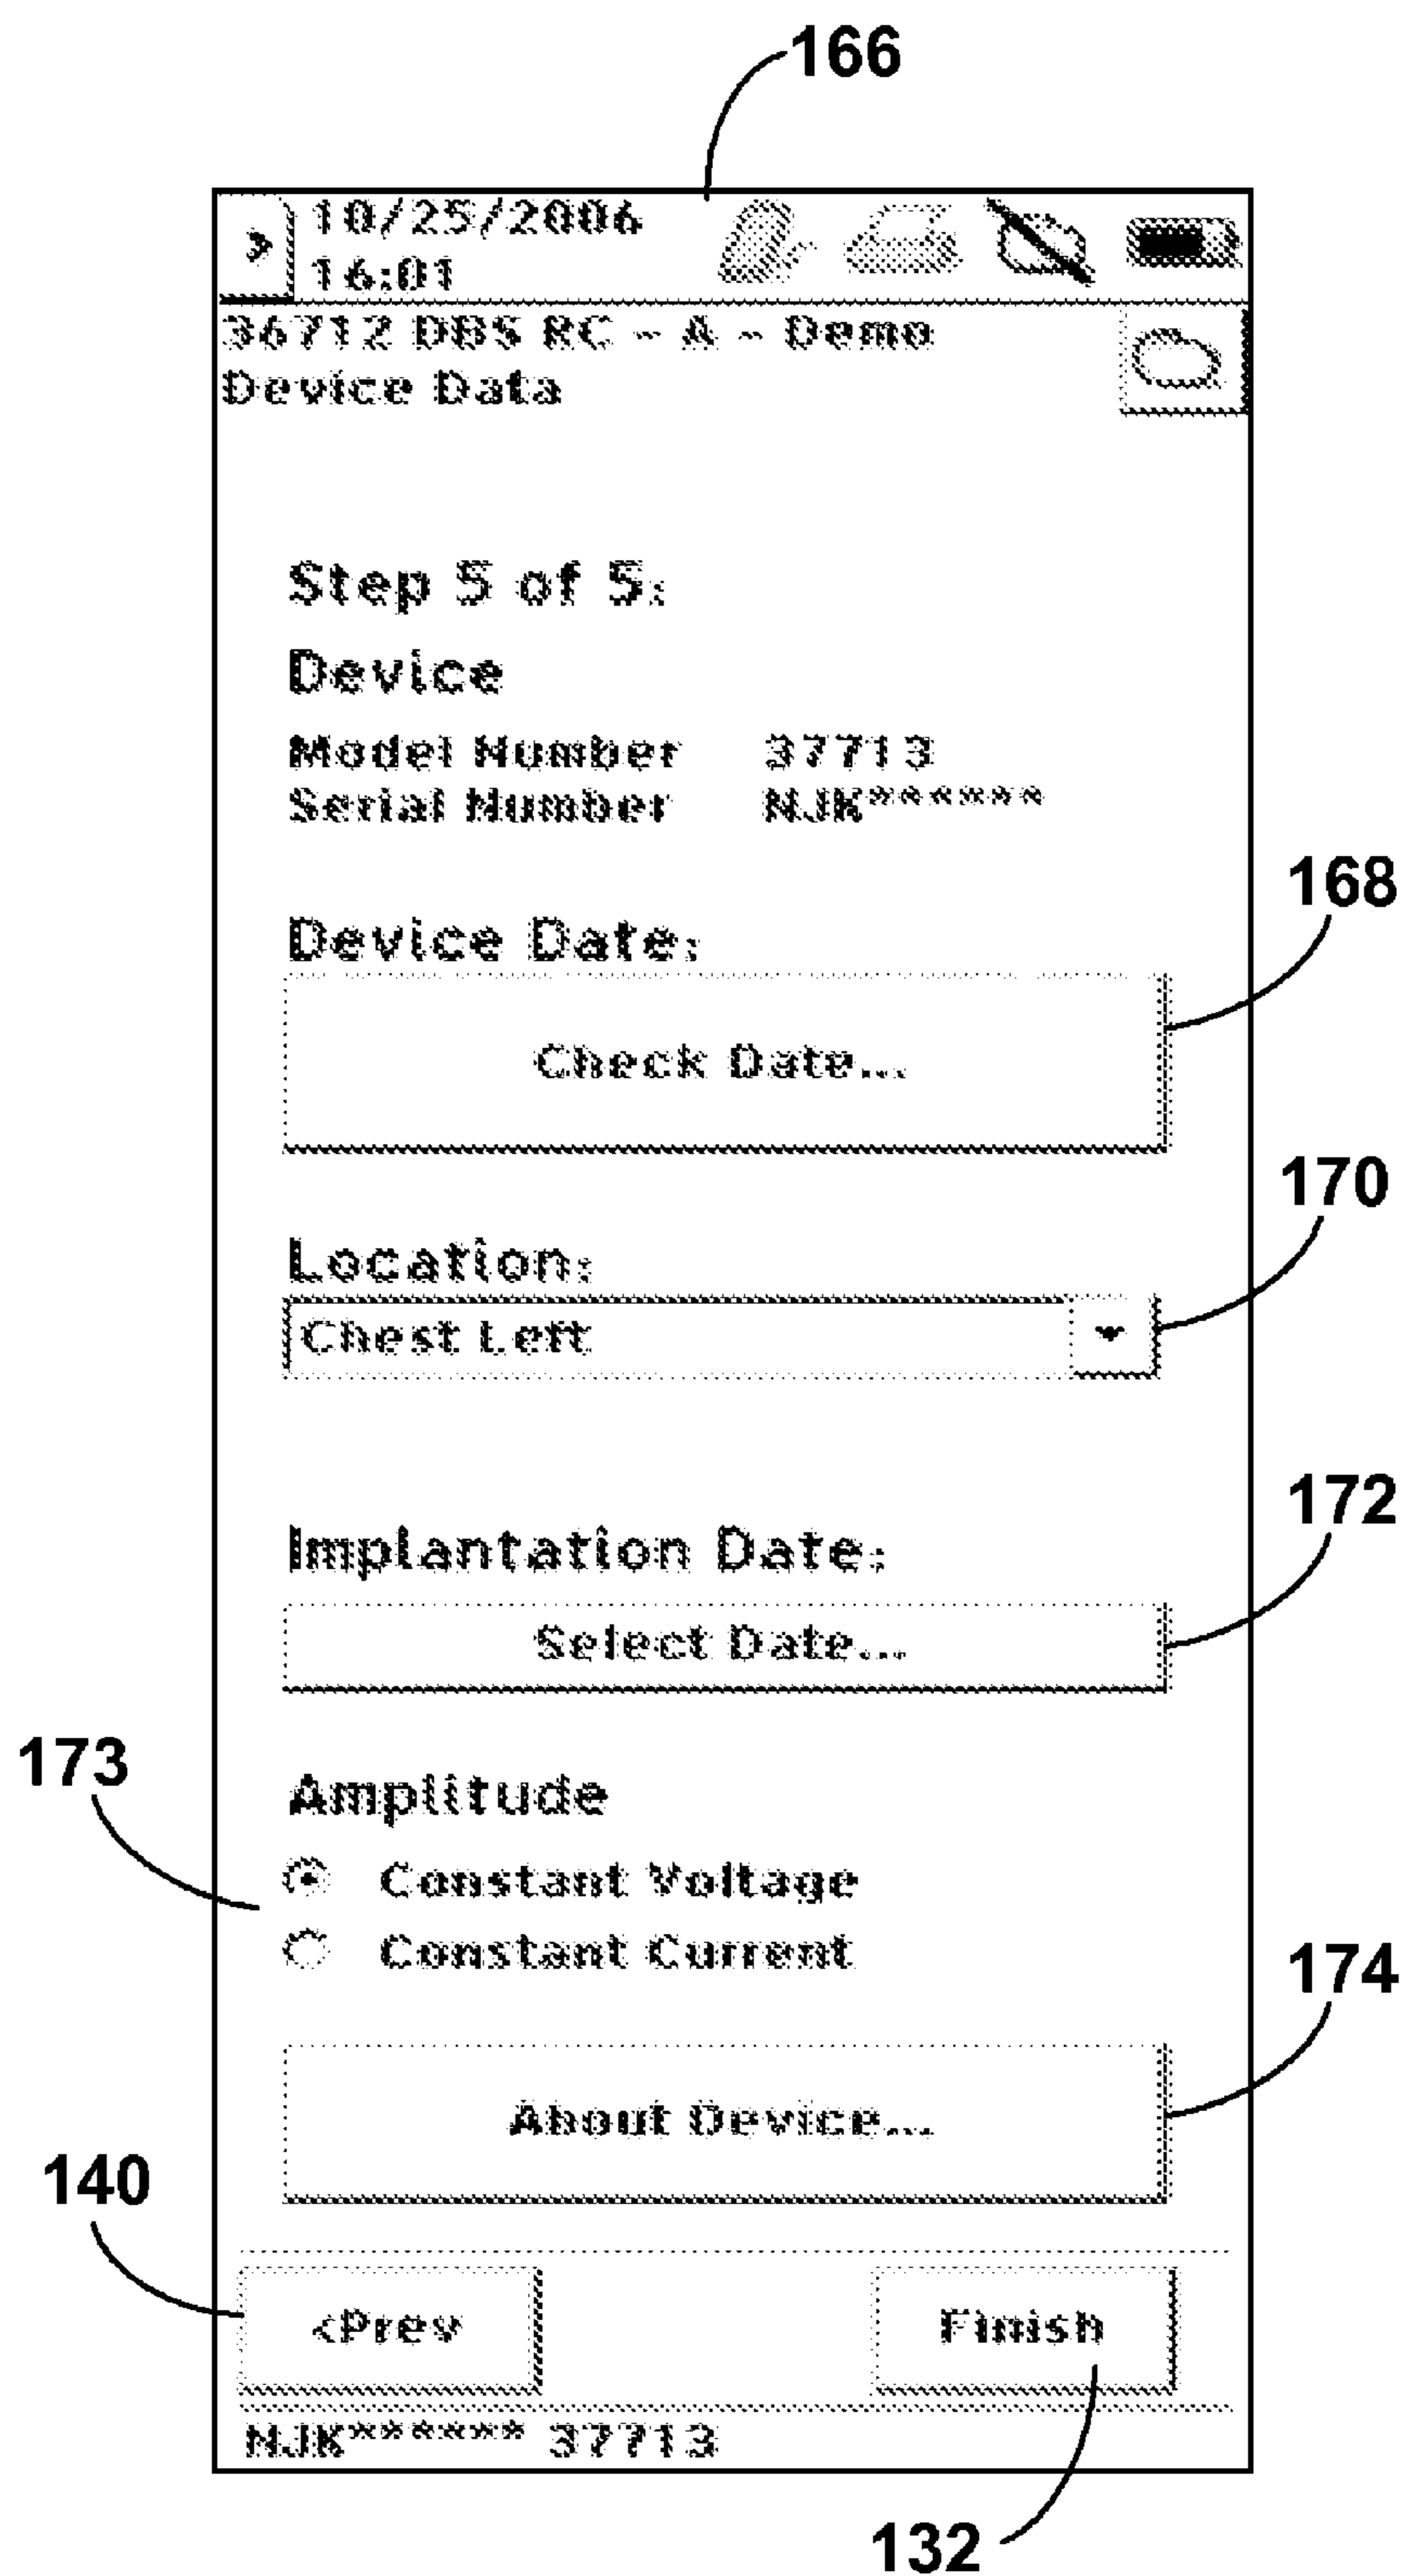 166
10/25/2006
16:01
36712 DBS RC - A - Demo
Device Data
Step 5 of 5:
Device
Model Number 37713
Serial Number NJK******
168
Device Date:
Check Date...
170
Location:
Chest Left
172
Implantation Date:
Select Date...
173
Amplitude
Constant Voltage
Constant Current
174
About Device...
140
<Prev Finish
NJK****** 37713
132